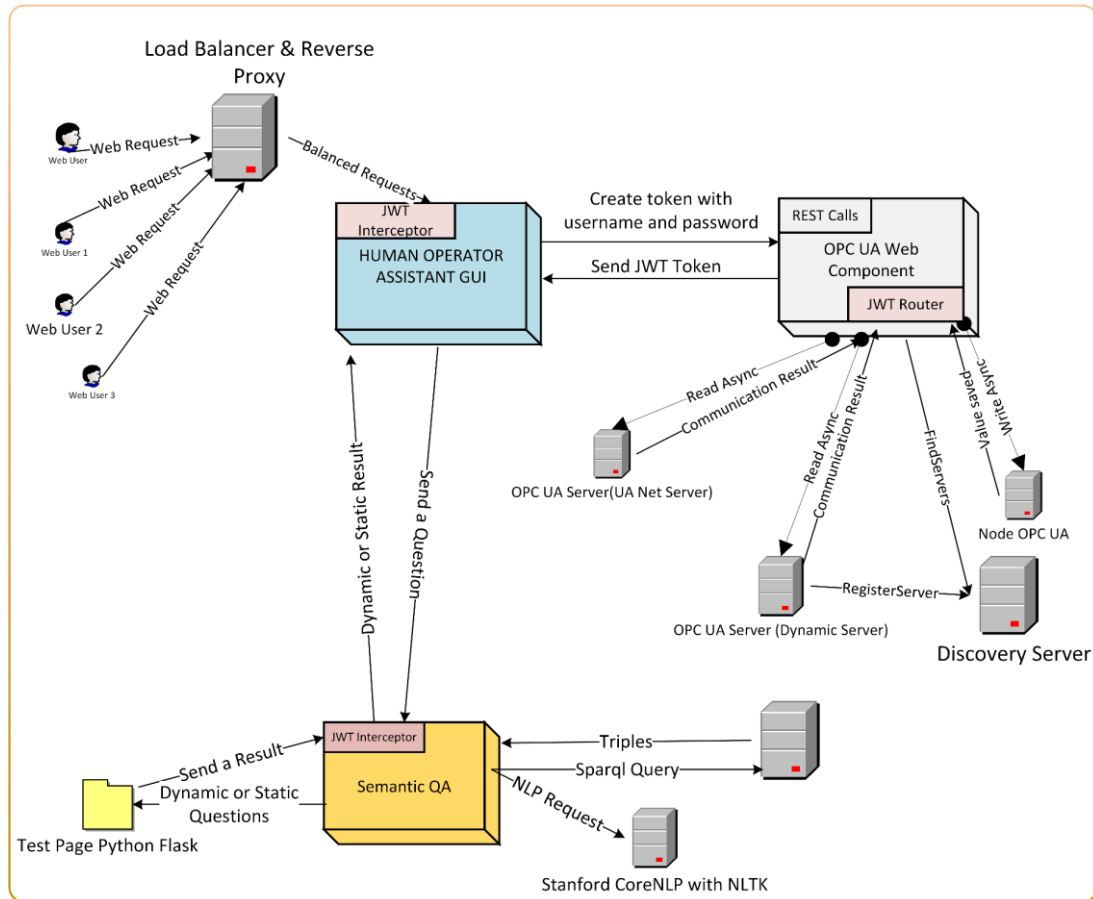 Load Balancer & Reverse
Proxy
Web User
Web Request
Web User 1
Web Request
Web User 2
Web Request
Web User 3
Web Request
Balanced Requests
JWT
Interceptor
HUMAN OPERATOR
ASSISTANT GUI
Create token with
username and password
Send JWT Token
REST Calls
OPC UA Web
Component
JWT Router
Read Async
Communication Result
OPC UA Server(UA Net Server)
Read Async
Communication Result
OPC UA Server (Dynamic Server)
FindServers
Value saved
Write Async
Node OPC UA
RegisterServer
Discovery Server
Dynamic or Static Result
Send a Question
JWT Interceptor
Semantic QA
Send a Result
Dynamic or Static
Questions
Test Page Python Flask
Triples
Sparql Query
NLP Request
Stanford CoreNLP with NLTK